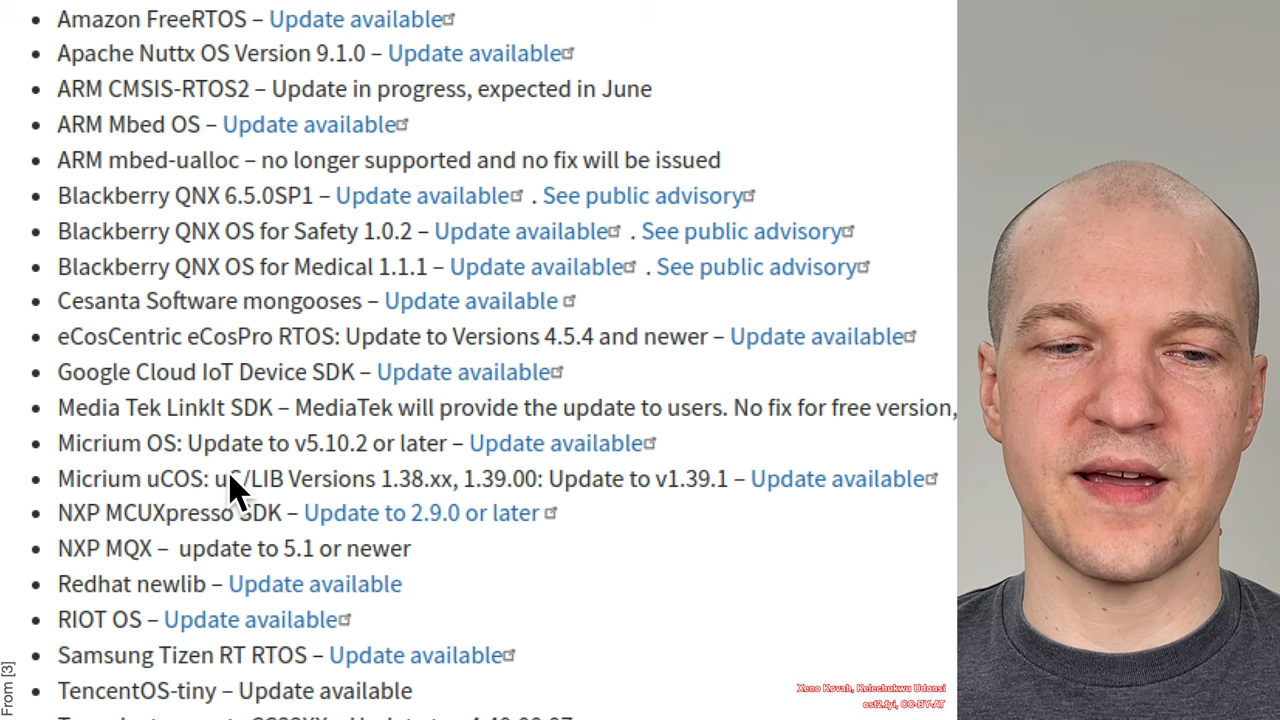 Amazon FreeRTOS – Update available
Apache Nuttx OS Version 9.1.0 – Update available
ARM CMSIS-RTOS2 – Update in progress, expected in June
ARM Mbed OS – Update available
ARM mbed-ualloc – no longer supported and no fix will be issued
Blackberry QNX 6.5.0SP1 – Update available . See public advisory
Blackberry QNX OS for Safety 1.0.2 – Update available . See public advisory
Blackberry QNX OS for Medical 1.1.1 – Update available . See public advisory
Cesanta Software mongooses – Update available
eCosCentric eCosPro RTOS: Update to Versions 4.5.4 and newer – Update available
Google Cloud IoT Device SDK – Update available
Media Tek LinkIt SDK – MediaTek will provide the update to users. No fix for free version,
Micrium OS: Update to v5.10.2 or later – Update available
Micrium uCOS: uC/LIB Versions 1.38.xx, 1.39.00: Update to v1.39.1 – Update available
NXP MCUXpresso SDK – Update to 2.9.0 or later
NXP MQX – update to 5.1 or newer
Redhat newlib – Update available
RIOT OS – Update available
Samsung Tizen RT RTOS – Update available
TencentOS-tiny – Update available
From [3]
Xeno Kovah, Kelechukwu Udonsi
ost2.fyi, CC-BY-AT